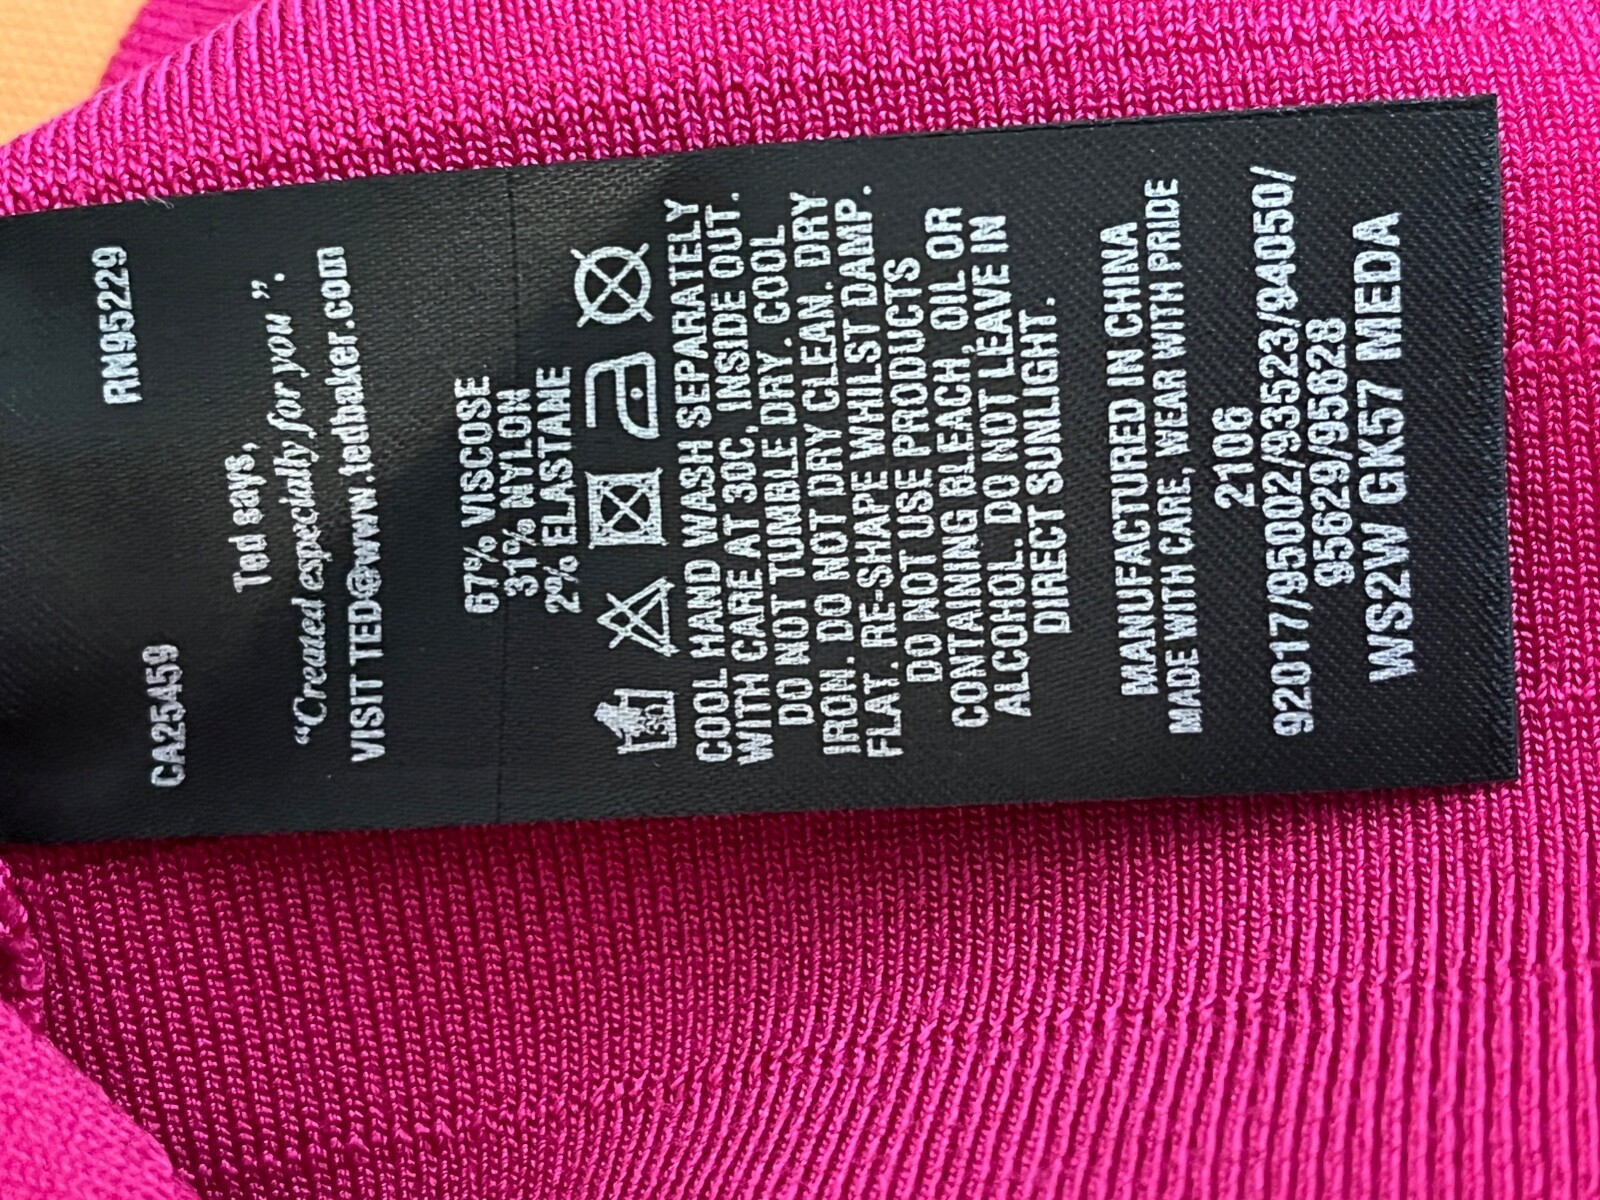 CA25459 RN95229
Ted says,
“Created especially for you”.
VISIT TED@www.tedbaker.com
67% VISCOSE
31% NYLON
2% ELASTANE
30
COOL HAND WASH SEPARATELY
WITH CARE AT 30C, INSIDE OUT.
DO NOT TUMBLE DRY. COOL
IRON. DO NOT DRY CLEAN. DRY
FLAT. RE-SHAPE WHILST DAMP.
DO NOT USE PRODUCTS
CONTAINING BLEACH, OIL OR
ALCOHOL. DO NOT LEAVE IN
DIRECT SUNLIGHT.
MANUFACTURED IN CHINA
MADE WITH CARE, WEAR WITH PRIDE
2106
92017/95002/93523/94050/
95629/95628
WS2W GK57 MEDA